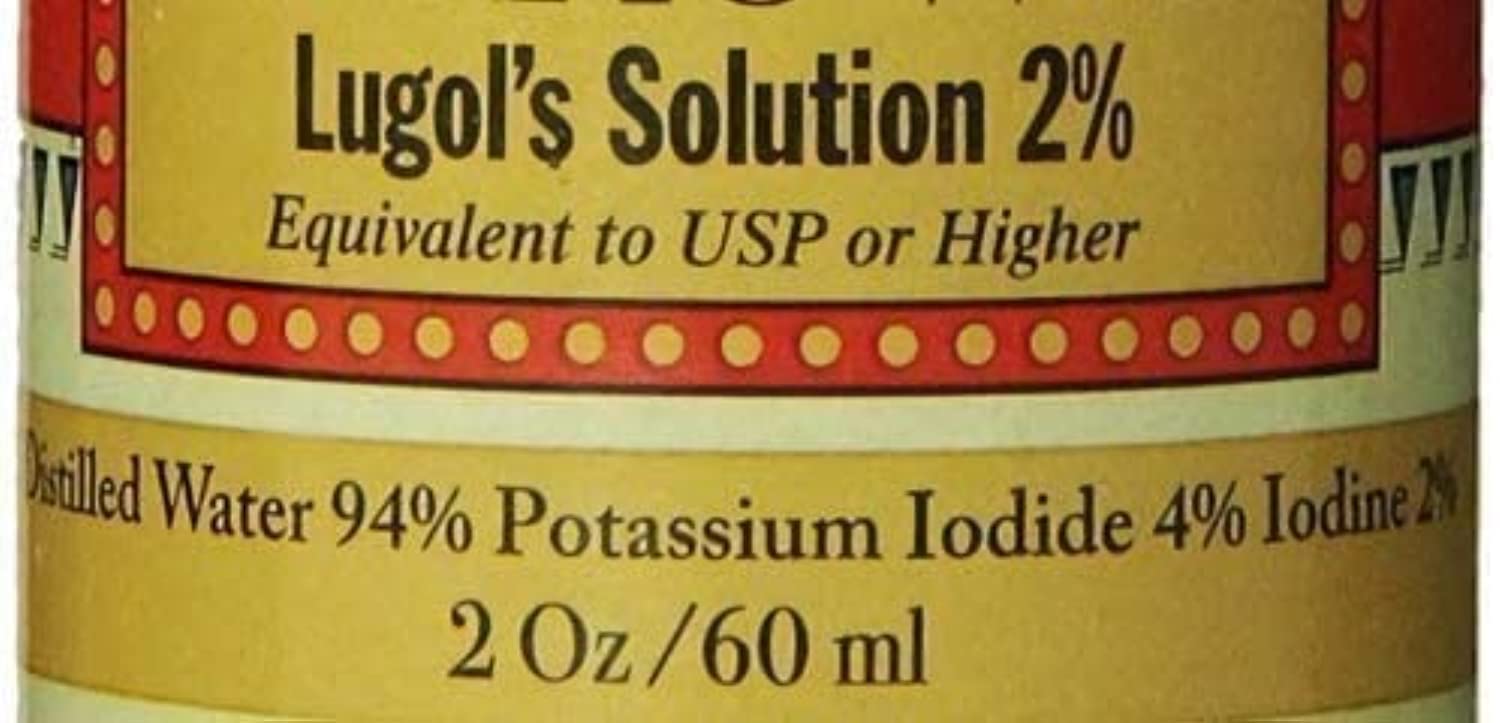 Lugol's Solution 2%
Equivalent to USP or Higher
Distilled Water 94% Potassium Iodide 4% Iodine 2%
2 Oz/60 ml